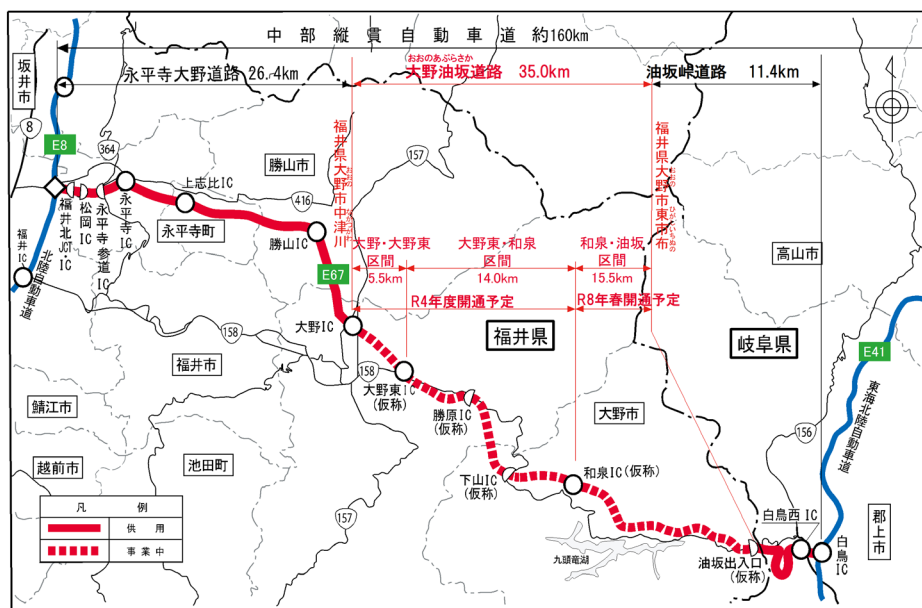 中部縦貫自動車道 約160km
永平寺大野道路 26.4km
おおのあぶらさか
大野油坂道路 35.0km
油坂峠道路 11.4km
坂井市
8
E8
364
勝山市
157
416
上志比IC
永平寺町
永平寺IC
永平寺参道IC
松岡IC
福井北JCT・IC
福井IC
北陸自動車道
勝山IC
E67
福井県大野市中津川
福井県大野市東市布
大野・大野東
区間
5.5km
大野東・和泉
区間
14.0km
和泉・油坂
区間
15.5km
R4年度開通予定
R8年春開通予定
高山市
大野IC
福井県
岐阜県
E41
東海北陸自動車道
158
福井市
158
大野東IC
(仮称)
勝原IC
(仮称)
大野市
156
鯖江市
越前市
池田町
下山IC
(仮称)
和泉IC(仮称)
157
凡例
供用
事業中
九頭竜湖
油坂出入口
(仮称)
白鳥西IC
白鳥IC
郡上市